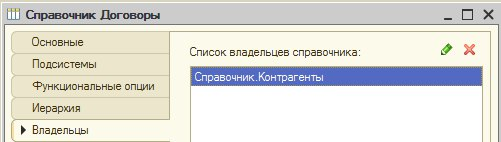 Справочник Договоры
Основные
Подсистемы
Функциональные опции
Иерархия
Владельцы
Список владельцев справочника:
Справочник.Контрагенты